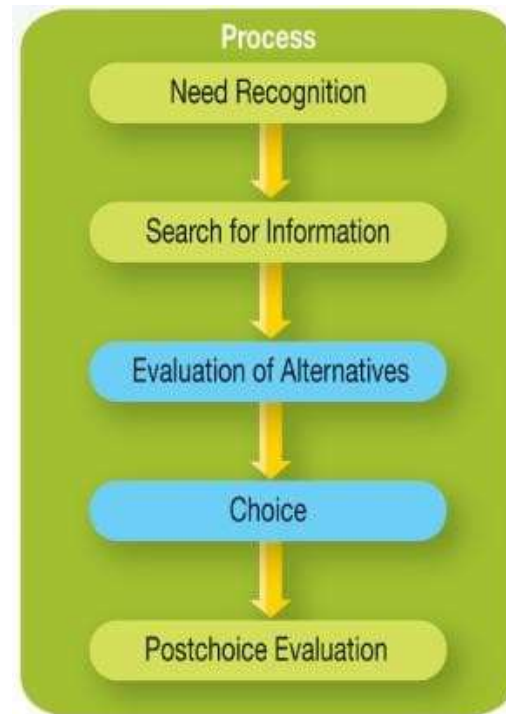 Process
Need Recognition
Search for Information
Evaluation of Alternatives
Choice
Postchoice Evaluation